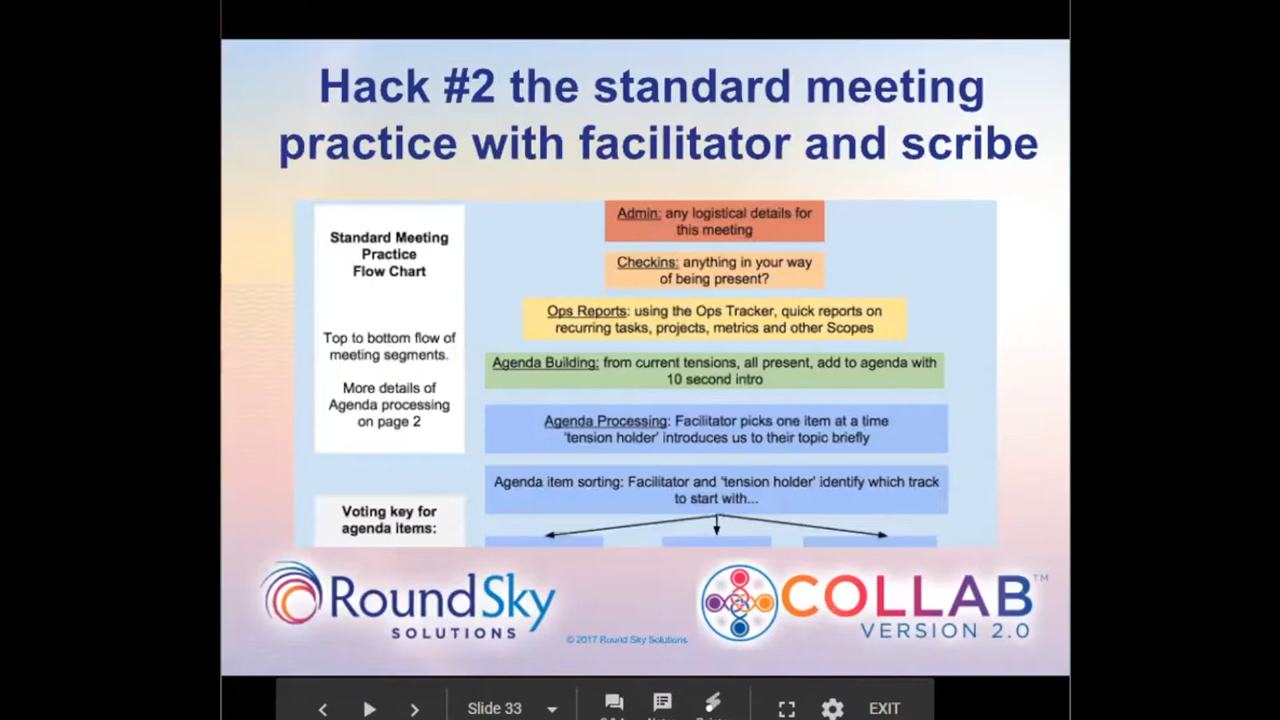 Hack #2 the standard meeting
practice with facilitator and scribe
Standard Meeting
Practice
Flow Chart
Top to bottom flow of
meeting segments.
More details of
Agenda processing
on page 2
Voting key for
agenda items:
Admin: any logistical details for
this meeting
Checkins: anything in your way
of being present?
Ops Reports: using the Ops Tracker, quick reports on
recurring tasks, projects, metrics and other Scopes
Agenda Building: from current tensions, all present, add to agenda with
10 second intro
Agenda Processing: Facilitator picks one item at a time
'tension holder' introduces us to their topic briefly
Agenda item sorting: Facilitator and 'tension holder' identify which track
to start with...
RoundSky
SOLUTIONS
© 2017 Round Sky Solutions
COLLAB™
VERSION 2.0
Slide 33
EXIT